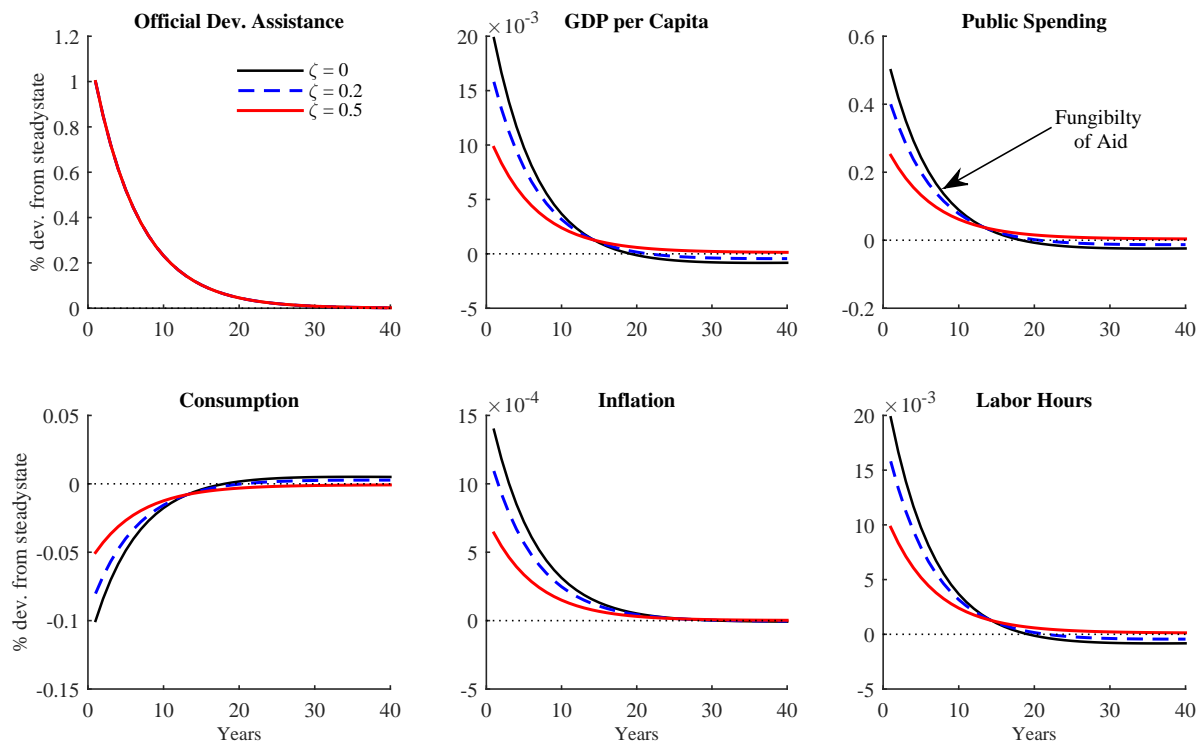 Official Dev. Assistance
1.2
1
0.8
0.6
0.4
0.2
0
0 10 20 30 40
% dev. from steadystate
ζ = 0
ζ = 0.2
ζ = 0.5
GDP per Capita
×10⁻³
20
15
10
5
0
-5
0 10 20 30 40
Public Spending
0.6
0.4
0.2
0
-0.2
0 10 20 30 40
Fungibilty
of Aid
Consumption
0.05
0
-0.05
-0.1
-0.15
0 10 20 30 40
% dev. from steadystate
Years
Inflation
×10⁻⁴
15
10
5
0
-5
0 10 20 30 40
Years
Labor Hours
×10⁻³
20
15
10
5
0
-5
0 10 20 30 40
Years